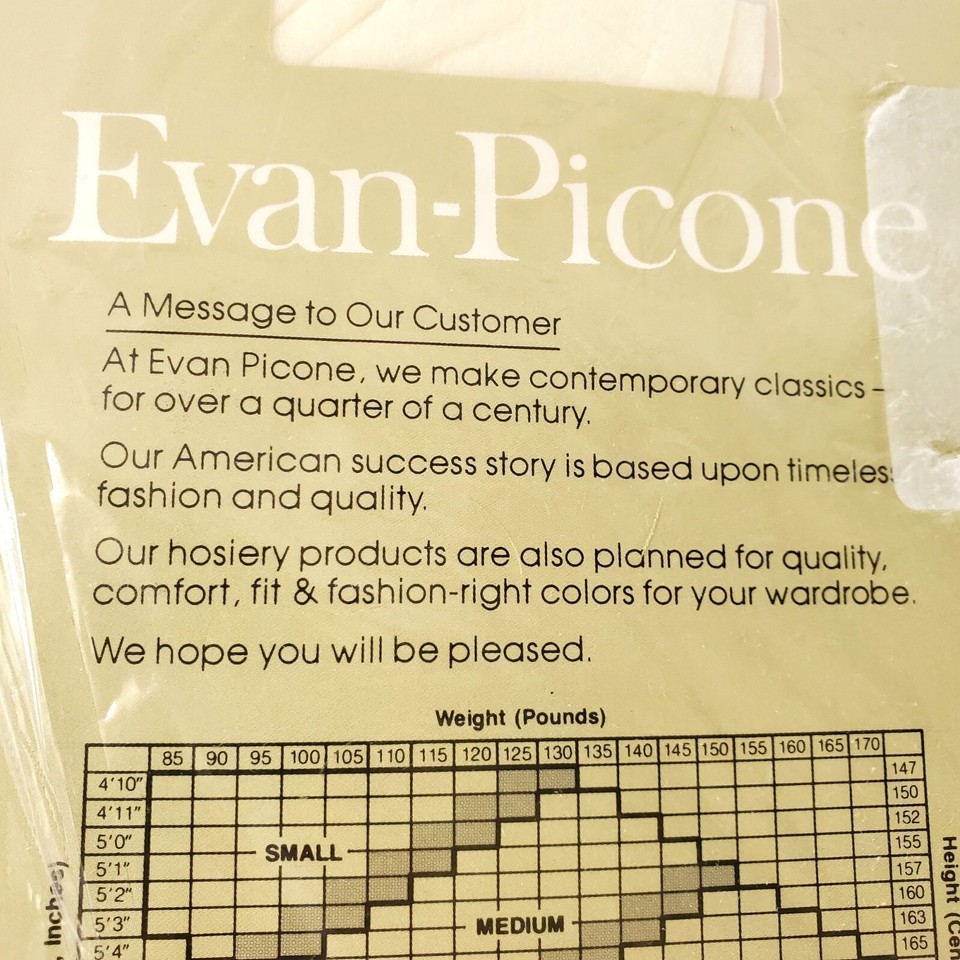 Evan-Picone
A Message to Our Customer
At Evan Picone, we make contemporary classics –
for over a quarter of a century.
Our American success story is based upon timeles
fashion and quality.
Our hosiery products are also planned for quality,
comfort, fit & fashion-right colors for your wardrobe.
We hope you will be pleased.
Weight (Pounds)
85 90 95 100 105 110 115 120 125 130 135 140 145 150 155 160 165 170
4'10" 147
4'11" 150
5'0" 152
5'1" SMALL 155
5'2" 157
5'3" 160
5'4" MEDIUM 163
165
Inches)
Height (Cen